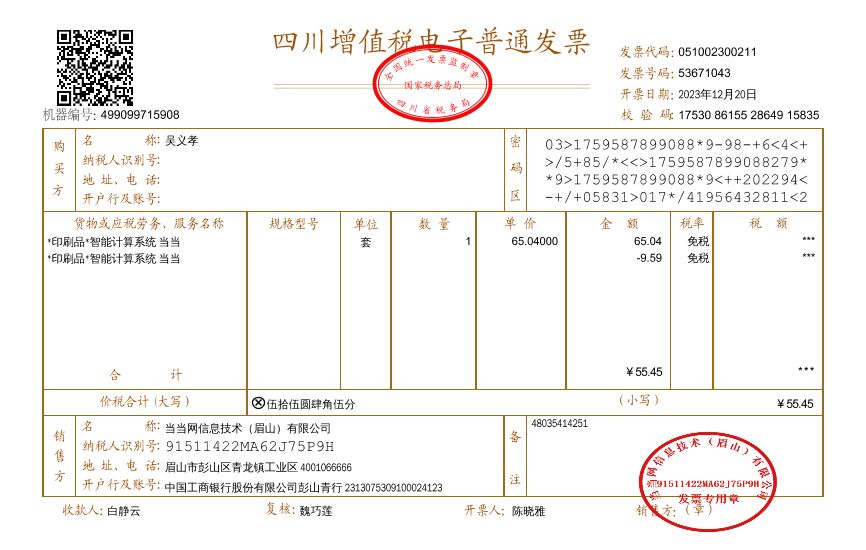 四川增值税电子普通发票
全国统一发票监制章
国家税务总局
四川省税务局
发票代码: 051002300211
发票号码: 53671043
开票日期: 2023年12月20日
校 验 码: 17530 86155 28649 15835
机器编号: 499099715908
购买方
名 称: 吴义孝
纳税人识别号:
地 址、电 话:
开户行及账号:
密码区
03>1759587899088*9-98-+6<4<+
>/5+85/*<<>1759587899088279*
*9>1759587899088*9<++202294<
-+/+05831>017*/41956432811<2
货物或应税劳务、服务名称 规格型号 单位 数 量 单 价 金 额 税率 税 额
*印刷品*智能计算系统 当当 套 1 65.04000 65.04 免税 ***
*印刷品*智能计算系统 当当 -9.59 免税 ***
合 计 ￥55.45 ***
价税合计（大写） ⊗伍拾伍圆肆角伍分 （小写） ￥55.45
销售方
名 称: 当当网信息技术（眉山）有限公司
纳税人识别号: 91511422MA62J75P9H
地 址、电 话: 眉山市彭山区青龙镇工业区 4001066666
开户行及账号: 中国工商银行股份有限公司彭山青行 2313075309100024123
备注
48035414251
当当网信息技术（眉山）有限公司
91511422MA62J75P9H
发票专用章
收款人: 白静云 复核: 魏巧莲 开票人: 陈晓雅 销售方:（章）